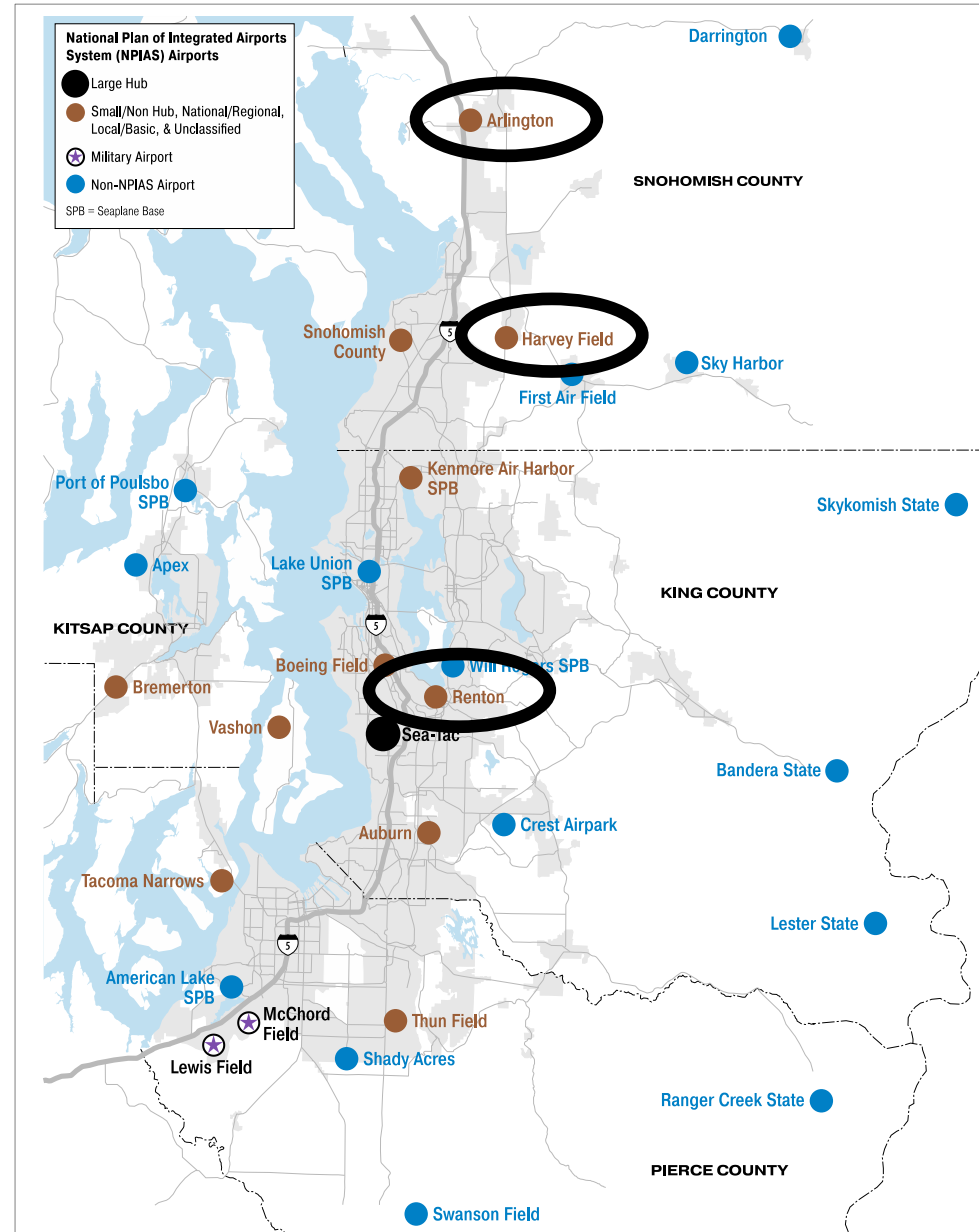 National Plan of Integrated Airports
System (NPIAS) Airports
Large Hub
Small/Non Hub, National/Regional,
Local/Basic, & Unclassified
Military Airport
Non-NPIAS Airport
SPB = Seaplane Base
Darrington
Arlington
SNOHOMISH COUNTY
Snohomish
County
5
Harvey Field
Sky Harbor
First Air Field
Kenmore Air Harbor
SPB
Port of Poulsbo
SPB
Skykomish State
Apex
Lake Union
SPB
KING COUNTY
KITSAP COUNTY
5
Boeing Field
Will Rogers SPB
Bremerton
Renton
Vashon
Sea-Tac
Bandera State
Crest Airpark
Auburn
Tacoma Narrows
Lester State
5
American Lake
SPB
McChord
Field
Thun Field
Lewis Field
Shady Acres
Ranger Creek State
PIERCE COUNTY
Swanson Field